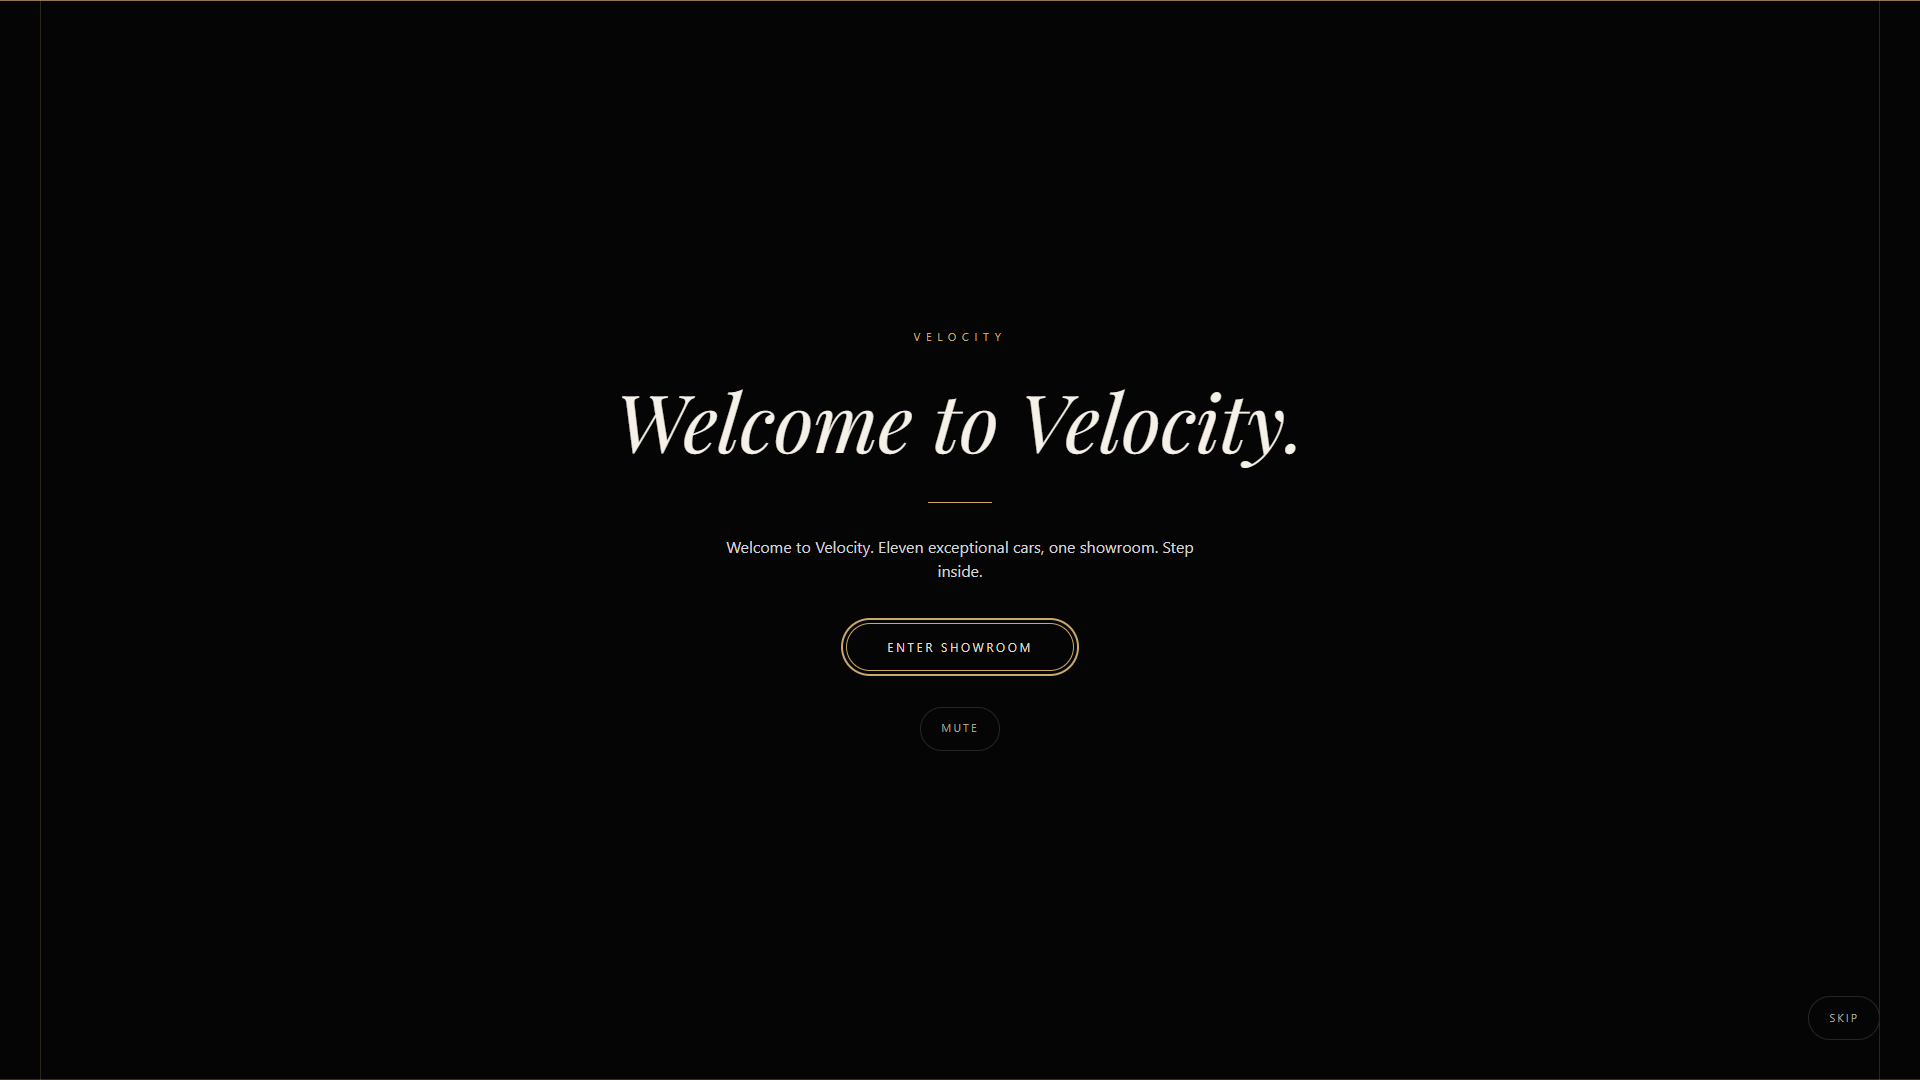 VELOCITY
Welcome to Velocity.
Welcome to Velocity. Eleven exceptional cars, one showroom. Step
inside.
ENTER SHOWROOM
MUTE
SKIP